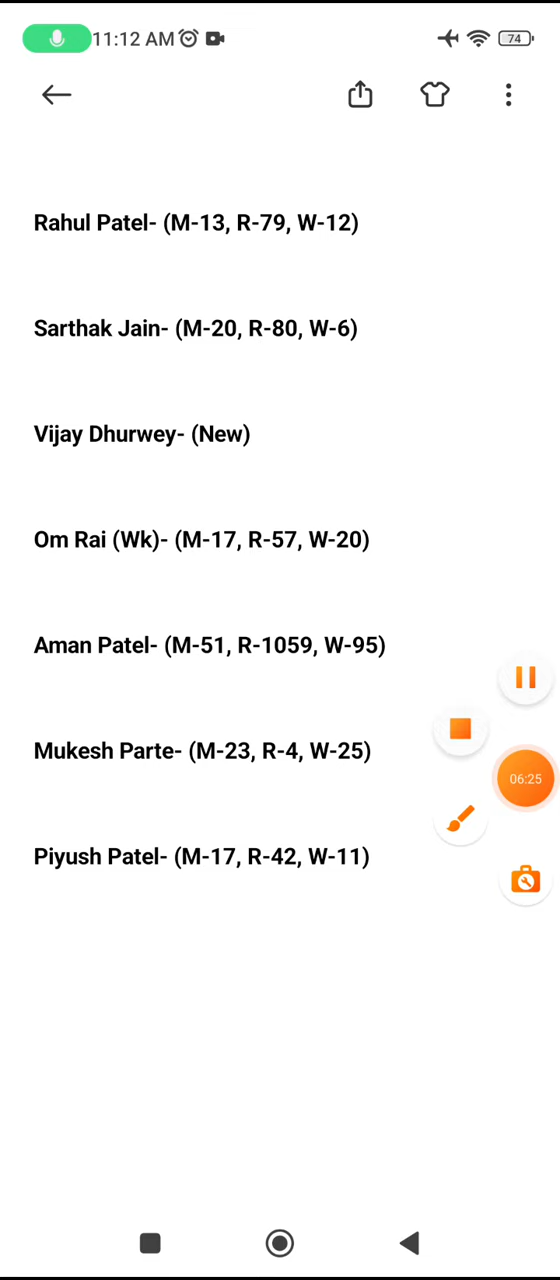 11:12 AM 74
Rahul Patel- (M-13, R-79, W-12)
Sarthak Jain- (M-20, R-80, W-6)
Vijay Dhurwey- (New)
Om Rai (Wk)- (M-17, R-57, W-20)
Aman Patel- (M-51, R-1059, W-95)
Mukesh Parte- (M-23, R-4, W-25)
06:25
Piyush Patel- (M-17, R-42, W-11)